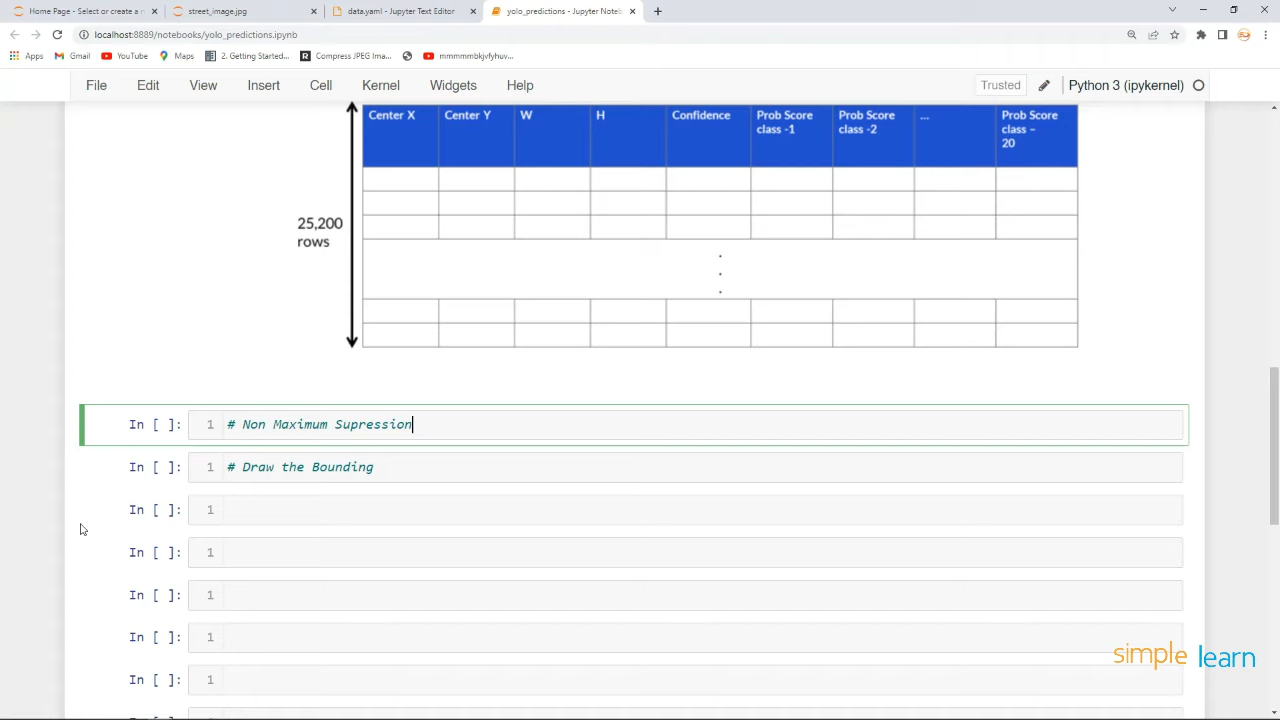 Home Page - Select or create a n
street_image.jpg
data.yaml - Jupyter Text Editor
yolo_predictions - Jupyter Noteb
localhost:8889/notebooks/yolo_predictions.ipynb
Apps
Gmail
YouTube
Maps
2. Getting Started...
Compress JPEG Ima...
mmmmmbkjvfyhuv...
File
Edit
View
Insert
Cell
Kernel
Widgets
Help
Trusted
Python 3 (ipykernel)
Center X
Center Y
W
H
Confidence
Prob Score
class -1
Prob Score
class -2
...
Prob Score
class –
20
25,200
rows
In [ ]:
1
# Non Maximum Supression
In [ ]:
1
# Draw the Bounding
In [ ]:
1
In [ ]:
1
In [ ]:
1
In [ ]:
1
In [ ]:
1
simplelearn